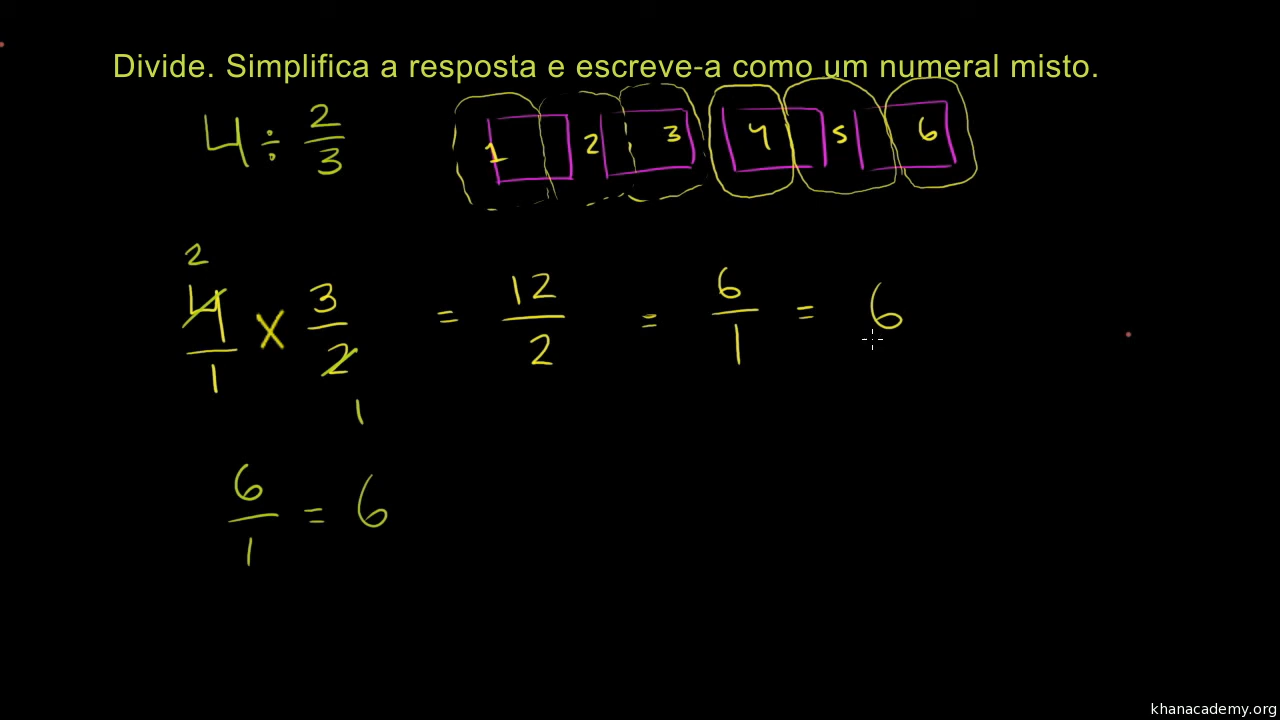 Divide. Simplifica a resposta e escreve-a como um numeral misto.
4 ÷ 2/3
1 2 3 4 5 6
2
4/1 × 3/2 = 12/2 = 6/1 = 6
1
6/1 = 6
khanacademy.org